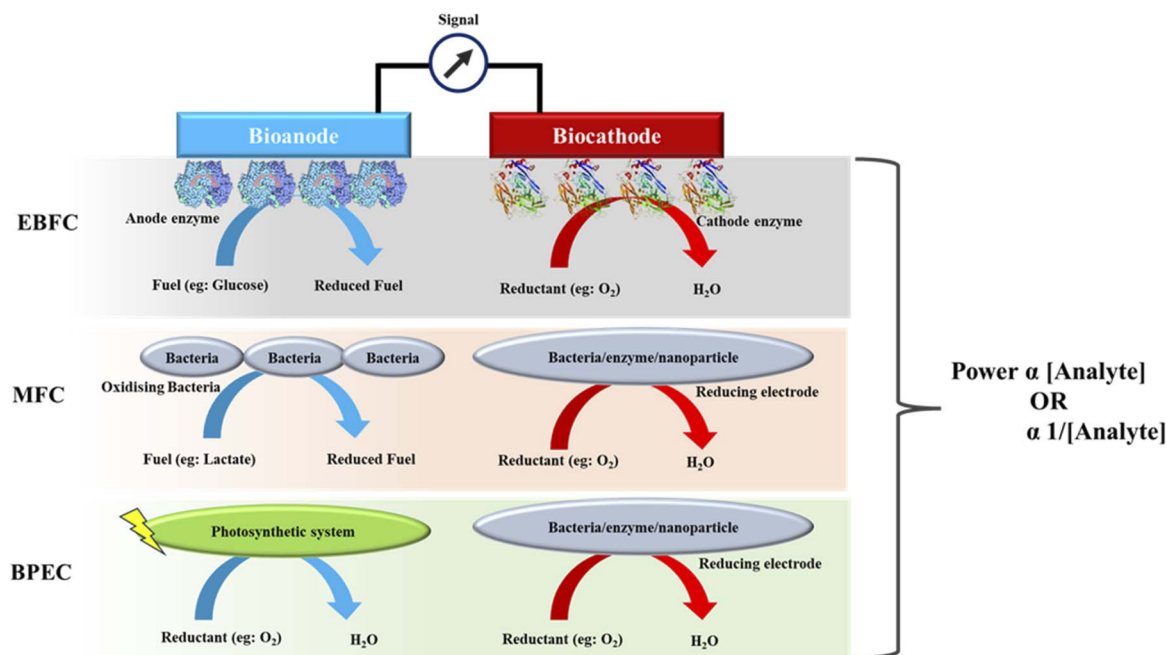 Signal
Bioanode
Biocathode
EBFC
Anode enzyme
Cathode enzyme
Fuel (eg: Glucose)
Reduced Fuel
Reductant (eg: O₂)
H₂O
MFC
Bacteria
Bacteria
Bacteria
Bacteria/enzyme/nanoparticle
Oxidising Bacteria
Reducing electrode
Fuel (eg: Lactate)
Reduced Fuel
Reductant (eg: O₂)
H₂O
BPEC
Photosynthetic system
Bacteria/enzyme/nanoparticle
Reducing electrode
Reductant (eg: O₂)
H₂O
Reductant (eg: O₂)
H₂O
Power α [Analyte]
OR
α 1/[Analyte]